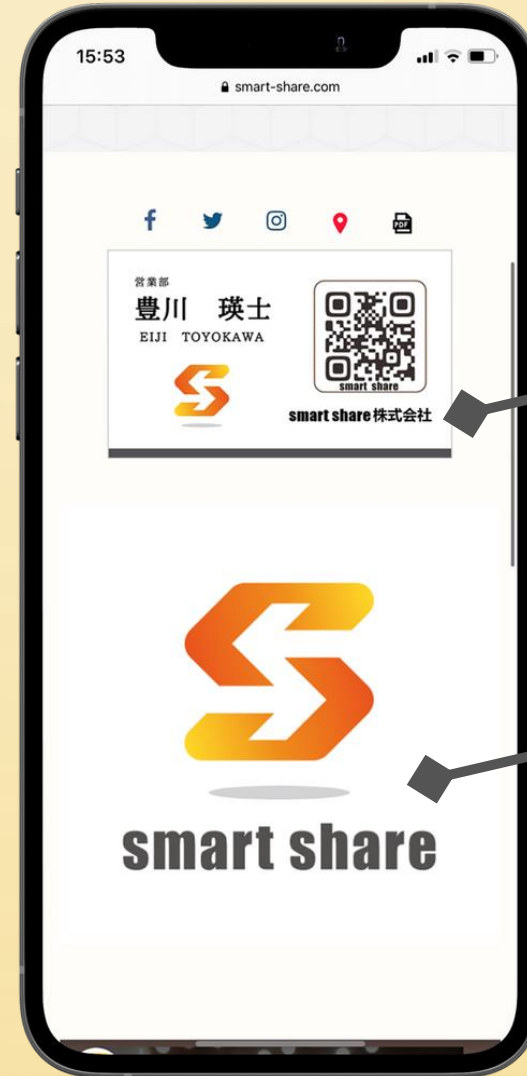 15:53
smart-share.com
PDF
営業部
豊川 瑛士
EIJI TOYOKAWA
smart share
smart share株式会社
smart share